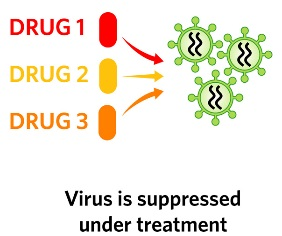 DRUG 1
DRUG 2
DRUG 3
Virus is suppressed
under treatment